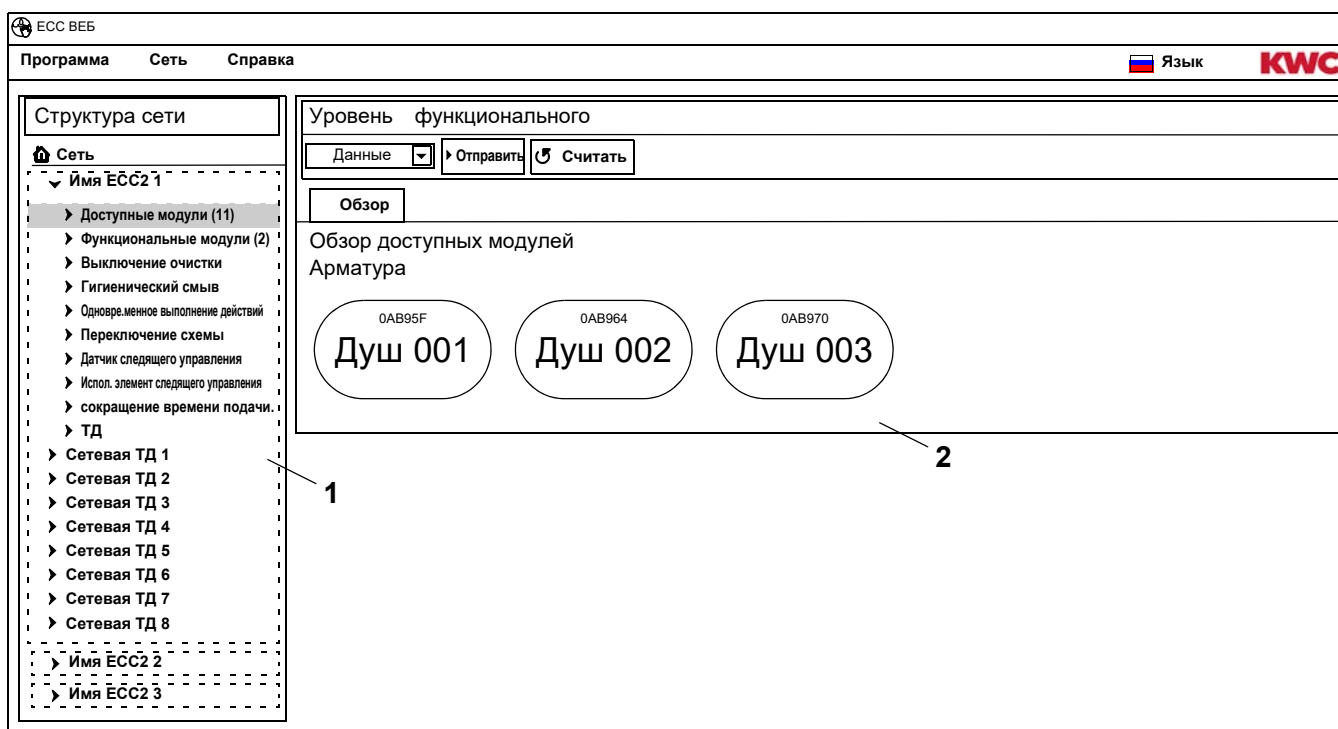 ECC ВЕБ
Программа Сеть Справка Язык KWC
Структура сети
Сеть
Имя ECC2 1
Доступные модули (11)
Функциональные модули (2)
Выключение очистки
Гигиенический смыв
Одновре.менное выполнение действий
Переключение схемы
Датчик следящего управления
Испол. элемент следящего управления
сокращение времени подачи.
ТД
Сетевая ТД 1
Сетевая ТД 2
Сетевая ТД 3
Сетевая ТД 4
Сетевая ТД 5
Сетевая ТД 6
Сетевая ТД 7
Сетевая ТД 8
Имя ECC2 2
Имя ECC2 3
1
Уровень функционального
Данные Отправить Считать
Обзор
Обзор доступных модулей
Арматура
0AB95F
Душ 001
0AB964
Душ 002
0AB970
Душ 003
2